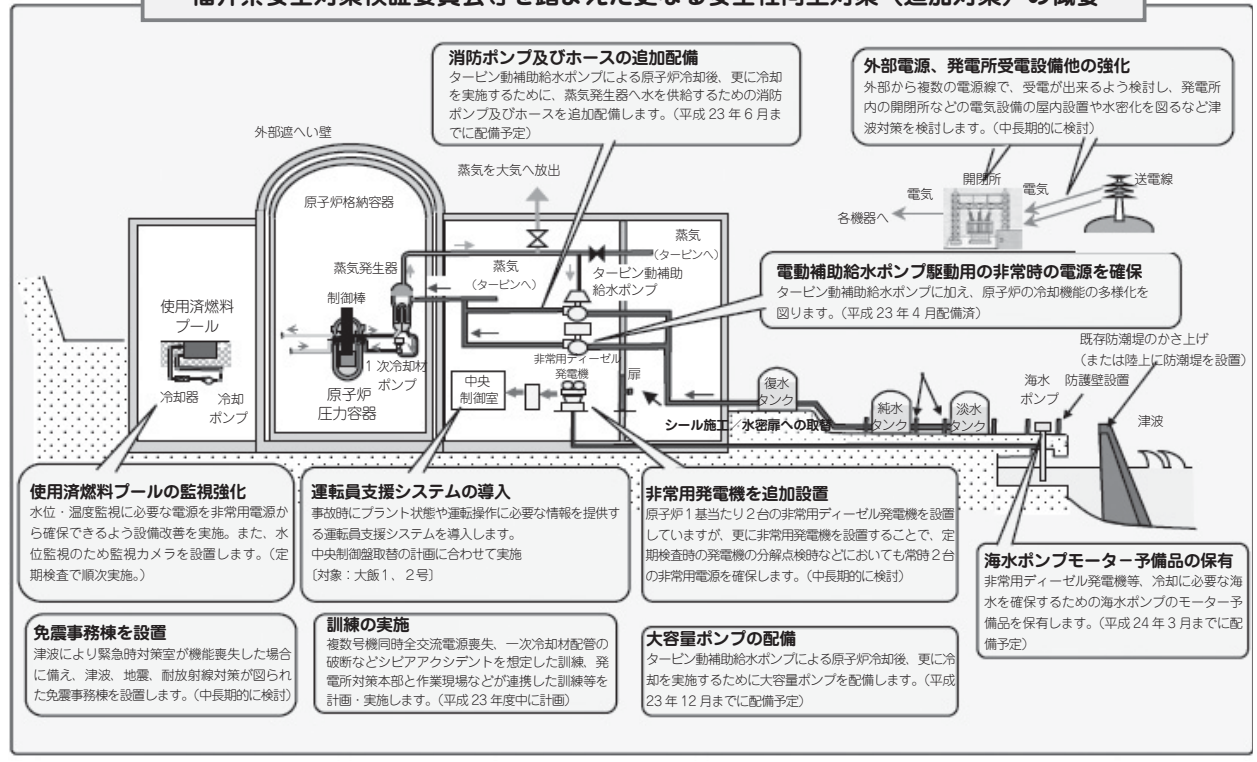 福井県安全対策検証委員会等を踏まえた更なる安全性向上対策（追加対策）の概要
消防ポンプ及びホースの追加配備
タービン動補助給水ポンプによる原子炉冷却後、更に冷却
を実施するために、蒸気発生器へ水を供給するための消防
ポンプ及びホースを追加配備します。（平成 23 年 6 月ま
でに配備予定）
外部電源、発電所受電設備他の強化
外部から複数の電源線で、受電が出来るよう検討し、発電所
内の開閉所などの電気設備の屋内設置や水密化を図るなど津
波対策を検討します。（中長期的に検討）
外部遮へい壁
蒸気を大気へ放出
原子炉格納容器
開閉所
電気
電気
送電線
各機器へ
蒸気
（タービンへ）
蒸気発生器
蒸気
（タービンへ）
タービン動補助
給水ポンプ
電動補助給水ポンプ駆動用の非常時の電源を確保
タービン動補助給水ポンプに加え、原子炉の冷却機能の多様化を
図ります。（平成 23 年 4 月配備済）
使用済燃料
プール
制御棒
1 次冷却材
ポンプ
原子炉
圧力容器
冷却器
冷却
ポンプ
非常用ディーゼル
発電機
中央
制御室
扉
復水
タンク
純水
タンク
淡水
タンク
シール施工／水密扉への取替
海水
ポンプ
防護壁設置
既存防潮堤のかさ上げ
（または陸上に防潮堤を設置）
津波
使用済燃料プールの監視強化
水位・温度監視に必要な電源を非常用電源か
ら確保できるよう設備改善を実施。また、水
位監視のため監視カメラを設置します。（定
期検査で順次実施。）
運転員支援システムの導入
事故時にプラント状態や運転操作に必要な情報を提供す
る運転員支援システムを導入します。
中央制御盤取替の計画に合わせて実施
〔対象：大飯１、２号〕
非常用発電機を追加設置
原子炉１基当たり２台の非常用ディーゼル発電機を設置
していますが、更に非常用発電機を設置することで、定
期検査時の発電機の分解点検時などにおいても常時２台
の非常用電源を確保します。（中長期的に検討）
海水ポンプモーター予備品の保有
非常用ディーゼル発電機等、冷却に必要な海
水を確保するための海水ポンプのモーター予
備品を保有します。（平成 24 年 3 月までに配
備予定）
免震事務棟を設置
津波により緊急時対策室が機能喪失した場合
に備え、津波、地震、耐放射線対策が図られ
た免震事務棟を設置します。（中長期的に検討）
訓練の実施
複数号機同時全交流電源喪失、一次冷却材配管の
破断などシビアアクシデントを想定した訓練、発
電所対策本部と作業現場などが連携した訓練等を
計画・実施します。（平成 23 年度中に計画）
大容量ポンプの配備
タービン動補助給水ポンプによる原子炉冷却後、更に冷
却を実施するために大容量ポンプを配備します。（平成
23 年 12 月までに配備予定）